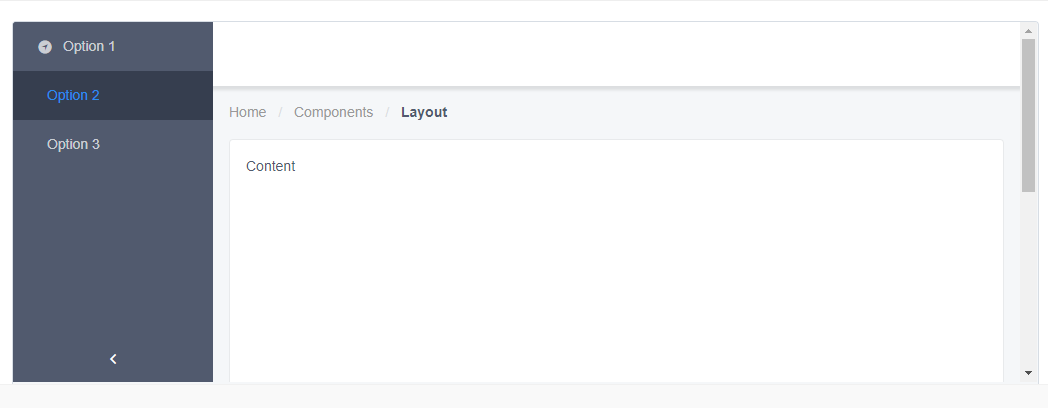 Option 1
Option 2
Option 3
Home / Components / Layout
Content